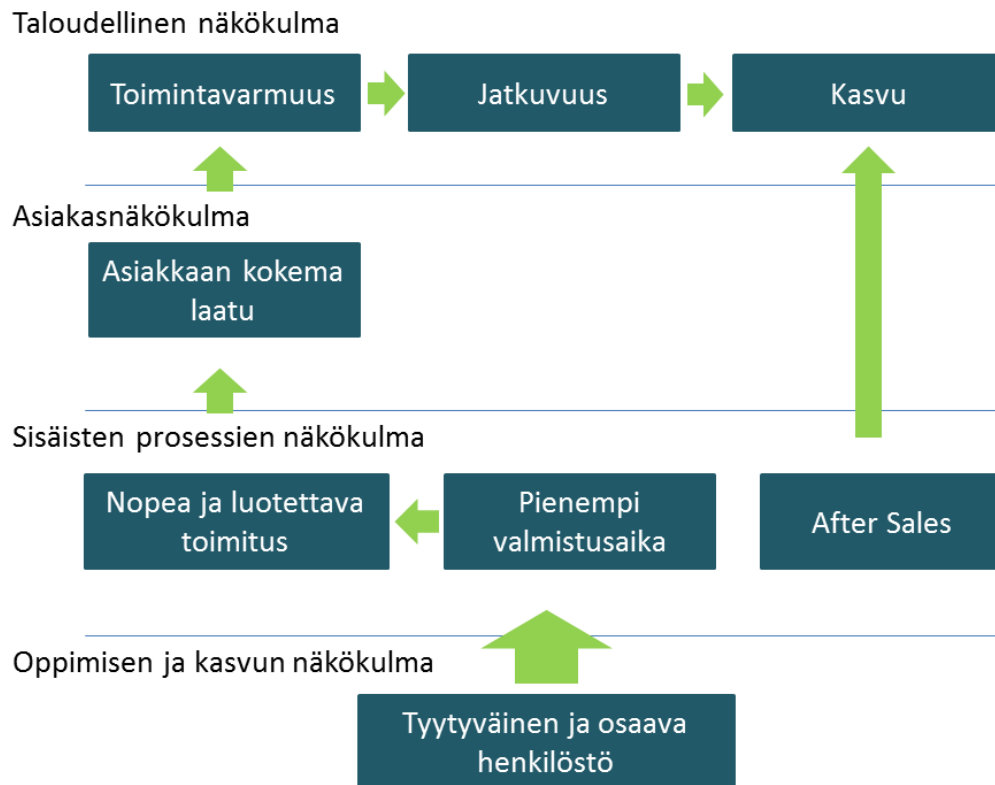 Taloudellinen näkökulma
Toimintavarmuus
Jatkuvuus
Kasvu
Asiakasnäkökulma
Asiakkaan kokema
laatu
Sisäisten prosessien näkökulma
Nopea ja luotettava
toimitus
Pienempi
valmistusaika
After Sales
Oppimisen ja kasvun näkökulma
Tyytyväinen ja osaava
henkilöstö